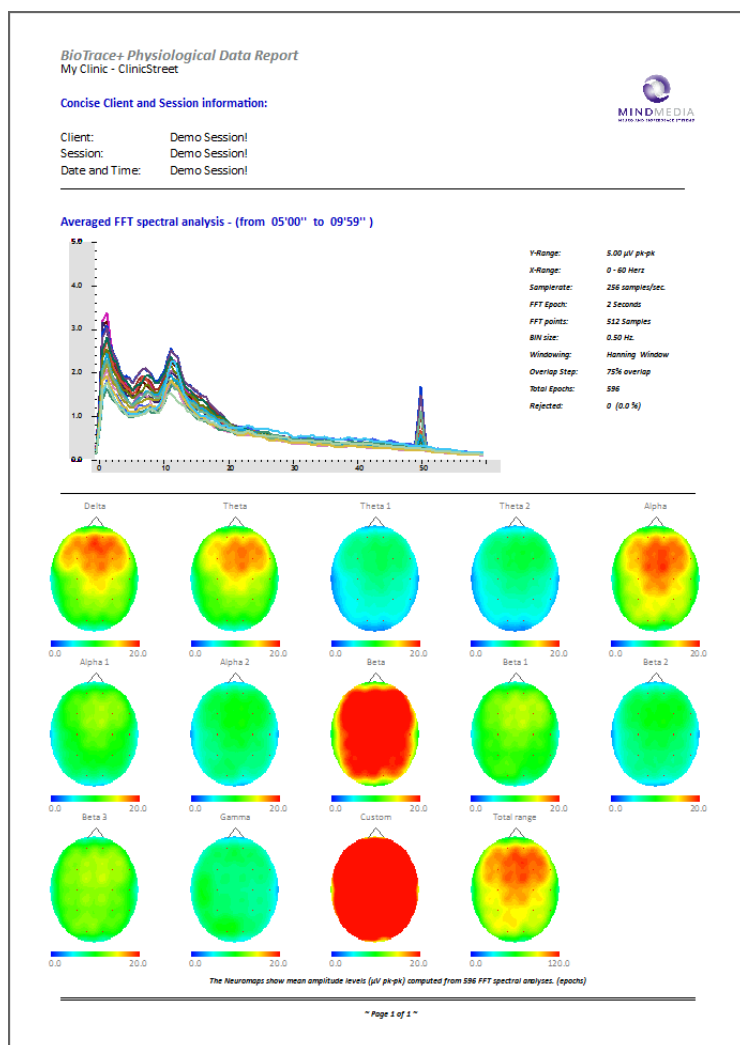 BioTrace+ Physiological Data Report
My Clinic - ClinicStreet
MINDMEDIA
Concise Client and Session information:
Client: Demo Session!
Session: Demo Session!
Date and Time: Demo Session!
Averaged FFT spectral analysis - (from 05'00'' to 09'59'' )
5.0
4.0
3.0
2.0
1.0
0.0
0 10 20 30 40 50
Y-Range: 5.00 µV pk-pk
X-Range: 0 - 60 Herz
Samplerate: 256 samples/sec.
FFT Epoch: 2 Seconds
FFT points: 512 Samples
BIN size: 0.50 Hz.
Windowing: Hanning Window
Overlap Step: 75% overlap
Total Epochs: 596
Rejected: 0 (0.0 %)
Delta Theta Theta 1 Theta 2 Alpha
0.0 20.0 0.0 20.0 0.0 20.0 0.0 20.0 0.0 20.0
Alpha 1 Alpha 2 Beta Beta 1 Beta 2
0.0 20.0 0.0 20.0 0.0 20.0 0.0 20.0 0.0 20.0
Beta 3 Gamma Custom Total range
0.0 20.0 0.0 20.0 0.0 20.0 0.0 120.0
The Neuromaps show mean amplitude levels (µV pk-pk) computed from 596 FFT spectral analyses. (epochs)
~ Page 1 of 1 ~